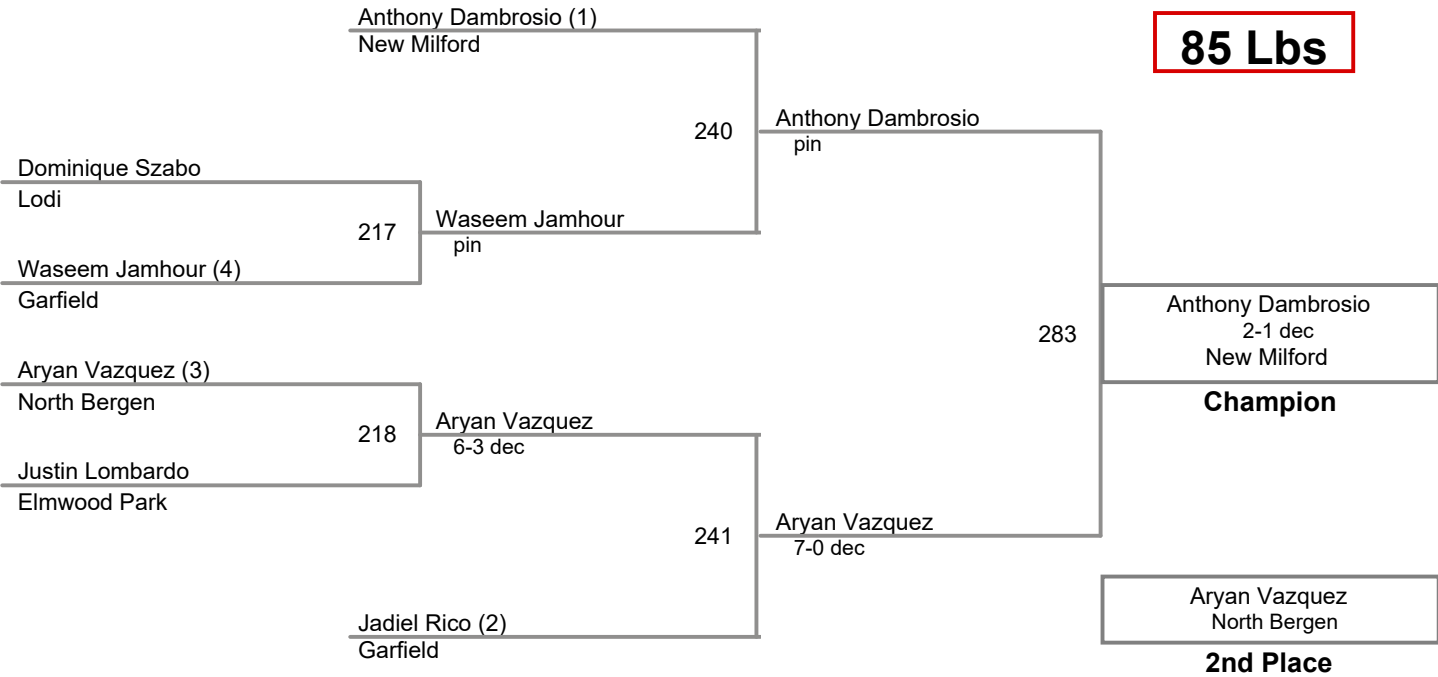 Anthony Dambrosio (1)
New Milford
85 Lbs
240
Anthony Dambrosio
pin
Dominique Szabo
Lodi
217
Waseem Jamhour
pin
Waseem Jamhour (4)
Garfield
283
Anthony Dambrosio
2-1 dec
New Milford
Champion
Aryan Vazquez (3)
North Bergen
218
Aryan Vazquez
6-3 dec
Justin Lombardo
Elmwood Park
241
Aryan Vazquez
7-0 dec
Jadiel Rico (2)
Garfield
Aryan Vazquez
North Bergen
2nd Place